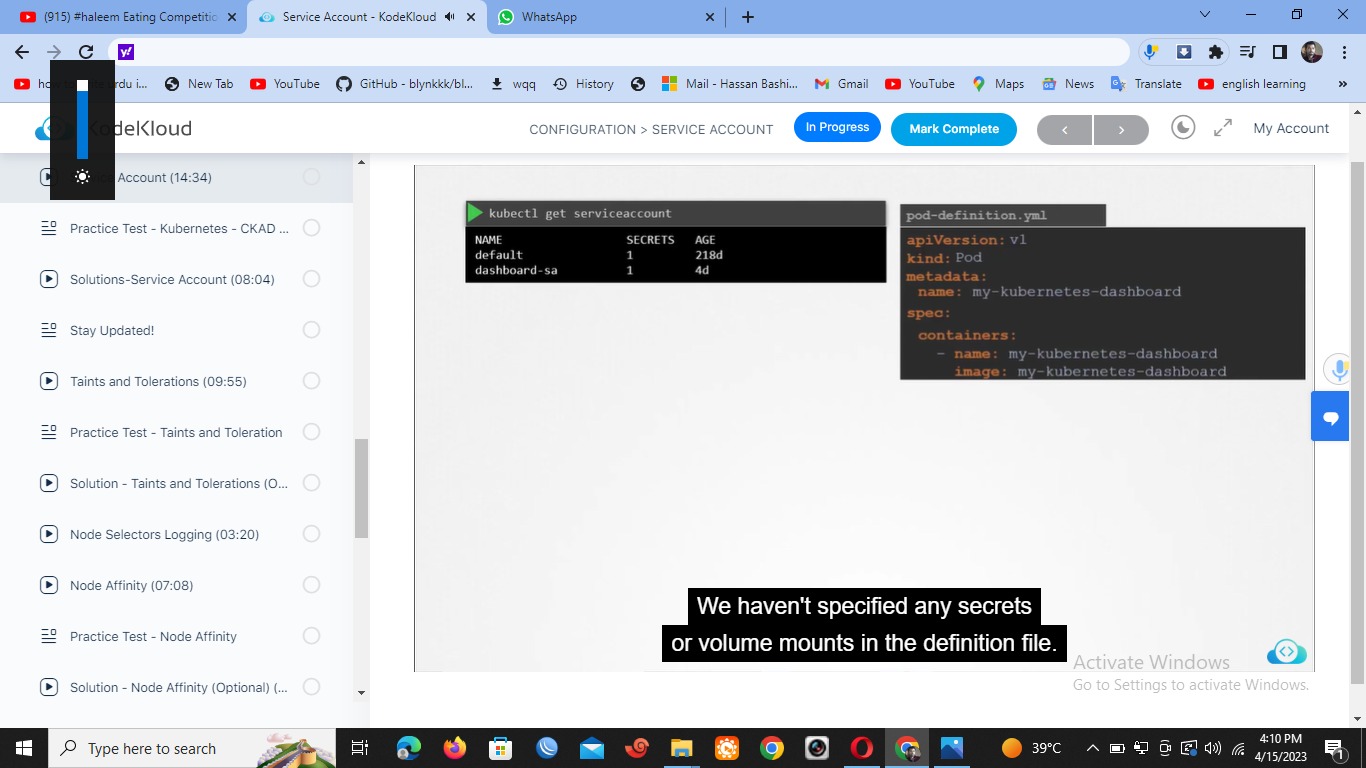 (915) #haleem Eating Competitio
Service Account - KodeKloud
WhatsApp
y!
how to
se urdu i...
New Tab
YouTube
GitHub - blynkkk/bl...
wqq
History
Mail - Hassan Bashi...
Gmail
YouTube
Maps
News
Translate
english learning
KodeKloud
CONFIGURATION > SERVICE ACCOUNT
In Progress
Mark Complete
My Account
Account (14:34)
Practice Test - Kubernetes - CKAD ...
Solutions-Service Account (08:04)
Stay Updated!
Taints and Tolerations (09:55)
Practice Test - Taints and Toleration
Solution - Taints and Tolerations (O...
Node Selectors Logging (03:20)
Node Affinity (07:08)
Practice Test - Node Affinity
Solution - Node Affinity (Optional) (...
kubectl get serviceaccount
NAME SECRETS AGE
default 1 218d
dashboard-sa 1 4d
pod-definition.yml
apiVersion: v1
kind: Pod
metadata:
name: my-kubernetes-dashboard
spec:
containers:
- name: my-kubernetes-dashboard
image: my-kubernetes-dashboard
We haven't specified any secrets
or volume mounts in the definition file.
Activate Windows
Go to Settings to activate Windows.
Type here to search
39°C
4:10 PM
4/15/2023
1